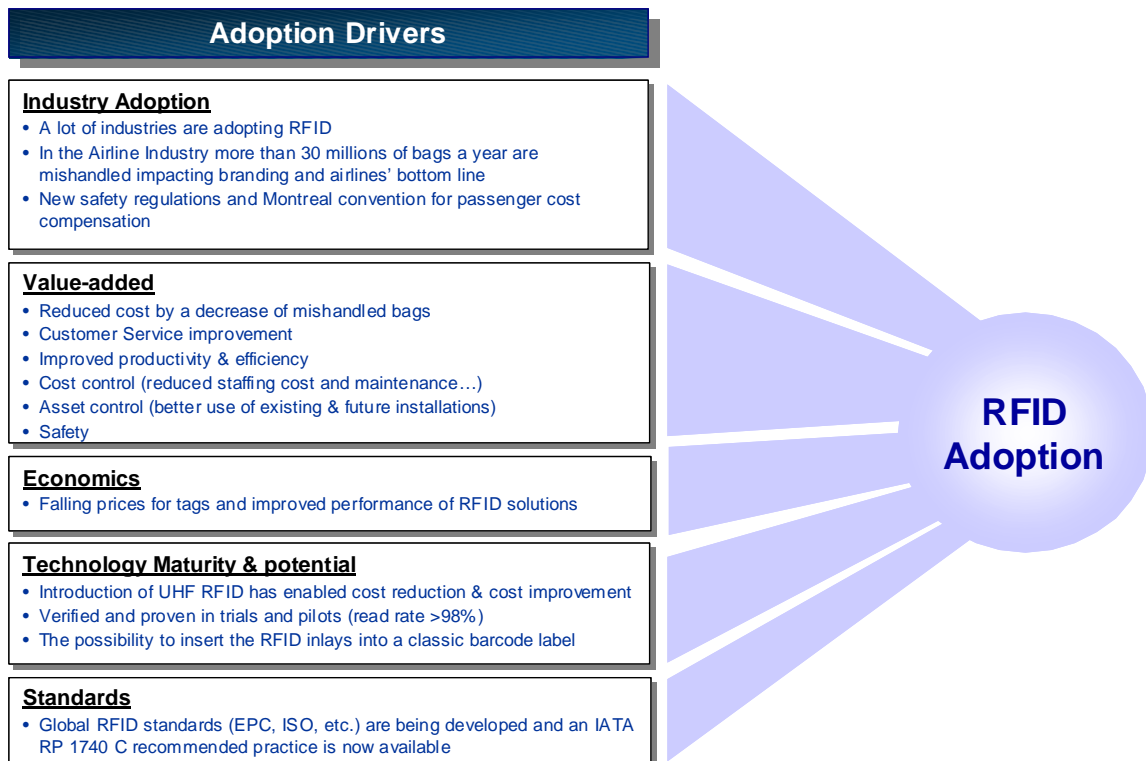 Adoption Drivers
Industry Adoption
• A lot of industries are adopting RFID
• In the Airline Industry more than 30 millions of bags a year are
mishandled impacting branding and airlines' bottom line
• New safety regulations and Montreal convention for passenger cost
compensation
Value-added
• Reduced cost by a decrease of mishandled bags
• Customer Service improvement
• Improved productivity & efficiency
• Cost control (reduced staffing cost and maintenance…)
• Asset control (better use of existing & future installations)
• Safety
Economics
• Falling prices for tags and improved performance of RFID solutions
Technology Maturity & potential
• Introduction of UHF RFID has enabled cost reduction & cost improvement
• Verified and proven in trials and pilots (read rate >98%)
• The possibility to insert the RFID inlays into a classic barcode label
Standards
• Global RFID standards (EPC, ISO, etc.) are being developed and an IATA
RP 1740 C recommended practice is now available
RFID
Adoption